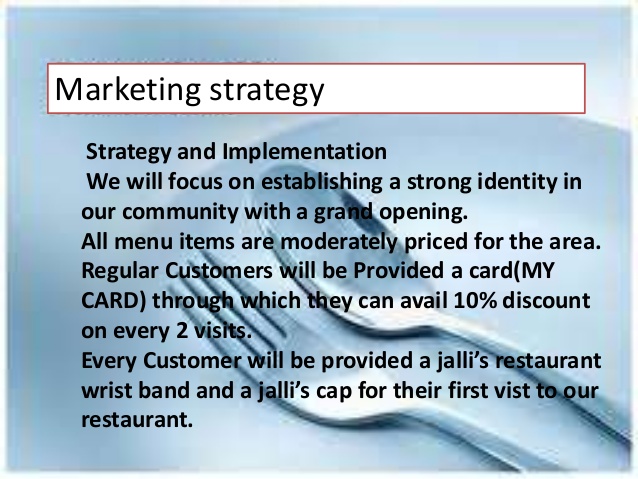 Marketing strategy
Strategy and Implementation
We will focus on establishing a strong identity in
our community with a grand opening.
All menu items are moderately priced for the area.
Regular Customers will be Provided a card(MY
CARD) through which they can avail 10% discount
on every 2 visits.
Every Customer will be provided a jalli’s restaurant
wrist band and a jalli’s cap for their first vist to our
restaurant.